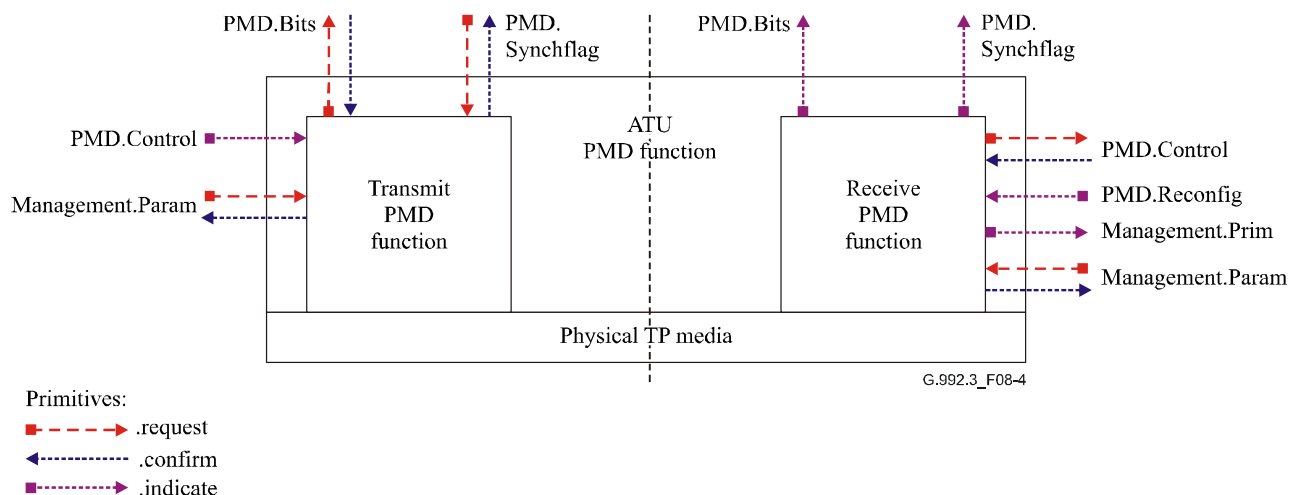 PMD.Bits
PMD.
Synchflag
PMD.Bits
PMD.
Synchflag
PMD.Control
Management.Param
Transmit
PMD
function
ATU
PMD function
Receive
PMD
function
PMD.Control
PMD.Reconfig
Management.Prim
Management.Param
Physical TP media
G.992.3_F08-4
Primitives:
.request
.confirm
.indicate